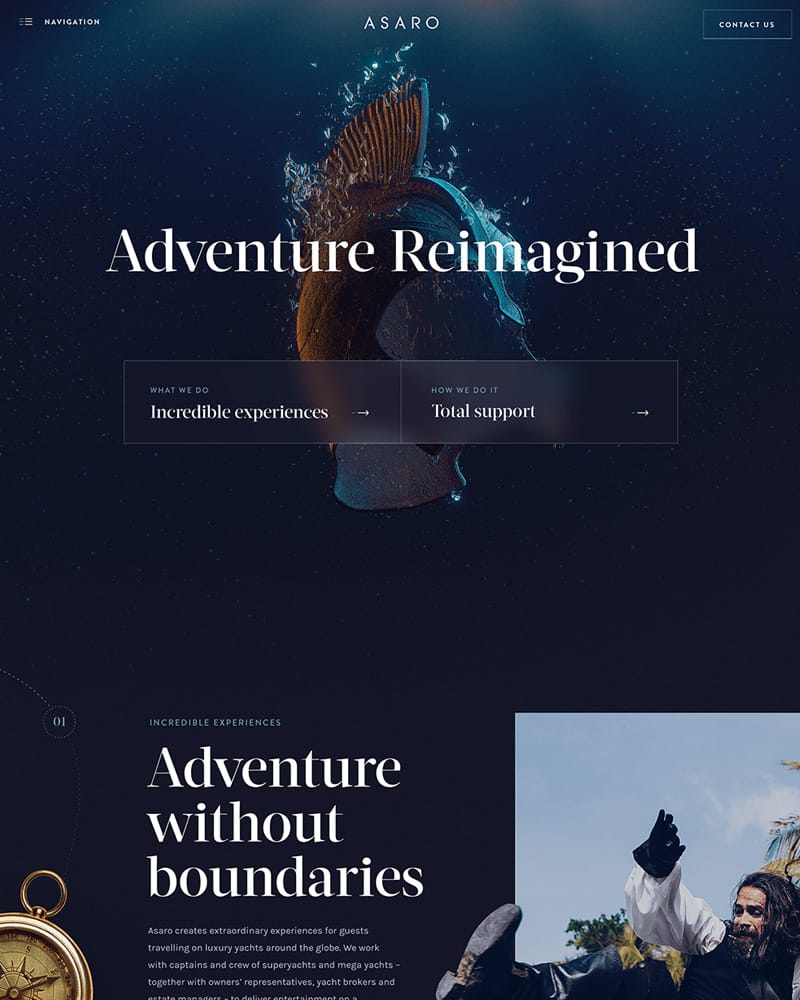 NAVIGATION
ASARO
CONTACT US
Adventure Reimagined
WHAT WE DO
Incredible experiences
HOW WE DO IT
Total support
01
INCREDIBLE EXPERIENCES
Adventure
without
boundaries
Asaro creates extraordinary experiences for guests
travelling on luxury yachts around the globe. We work
with captains and crew of superyachts and mega yachts –
together with owners’ representatives, yacht brokers and
estate managers – to deliver entertainment on a